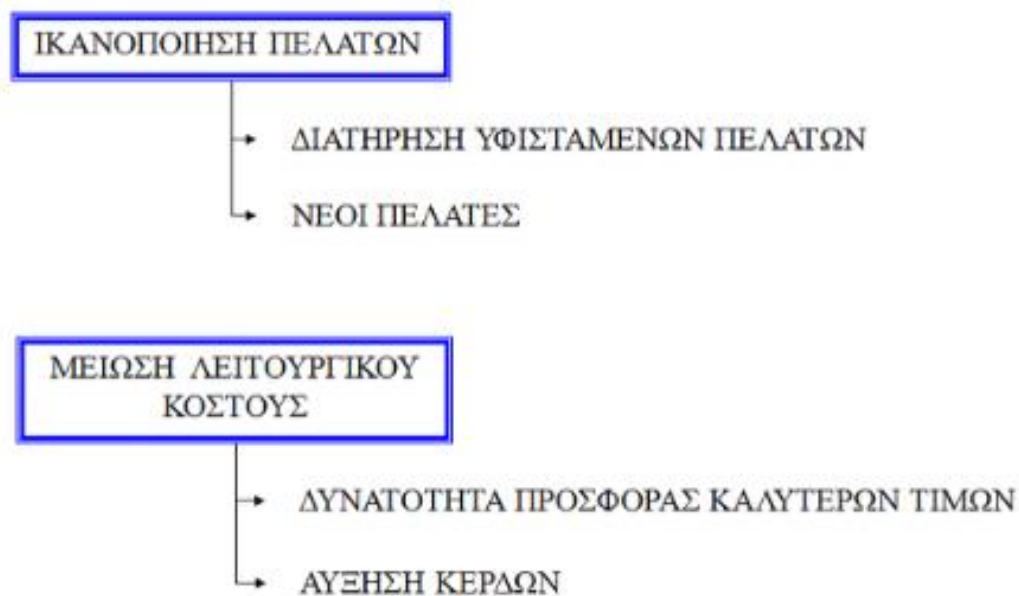 ΙΚΑΝΟΠΟΙΗΣΗ ΠΕΛΑΤΩΝ
ΔΙΑΤΗΡΗΣΗ ΥΦΙΣΤΑΜΕΝΩΝ ΠΕΛΑΤΩΝ
ΝΕΟΙ ΠΕΛΑΤΕΣ
ΜΕΙΩΣΗ ΛΕΙΤΟΥΡΓΙΚΟΥ
ΚΟΣΤΟΥΣ
ΔΥΝΑΤΟΤΗΤΑ ΠΡΟΣΦΟΡΑΣ ΚΑΛΥΤΕΡΩΝ ΤΙΜΩΝ
ΑΥΞΗΣΗ ΚΕΡΔΩΝ